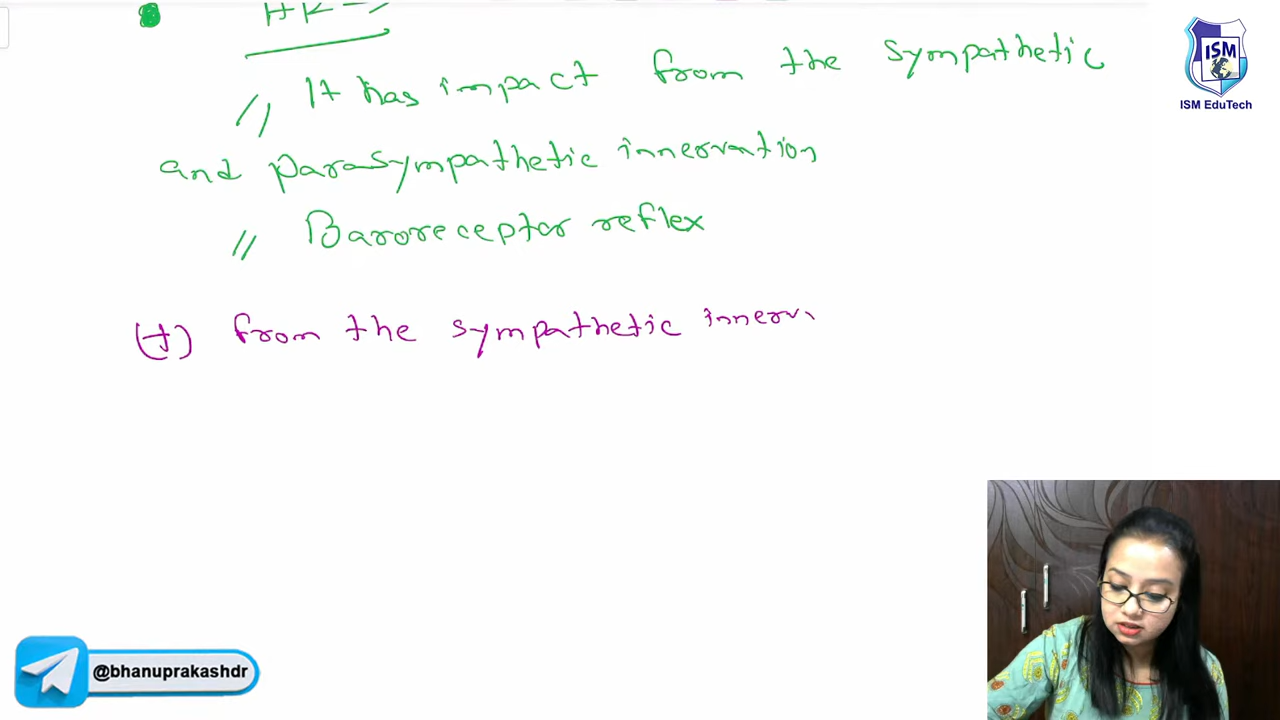 HR →
// It has impact from the sympathetic
and parasympathetic innervation
// Baroreceptor reflex
(+) from the sympathetic innerv
ISM
ISM EduTech
@bhanuprakashdr